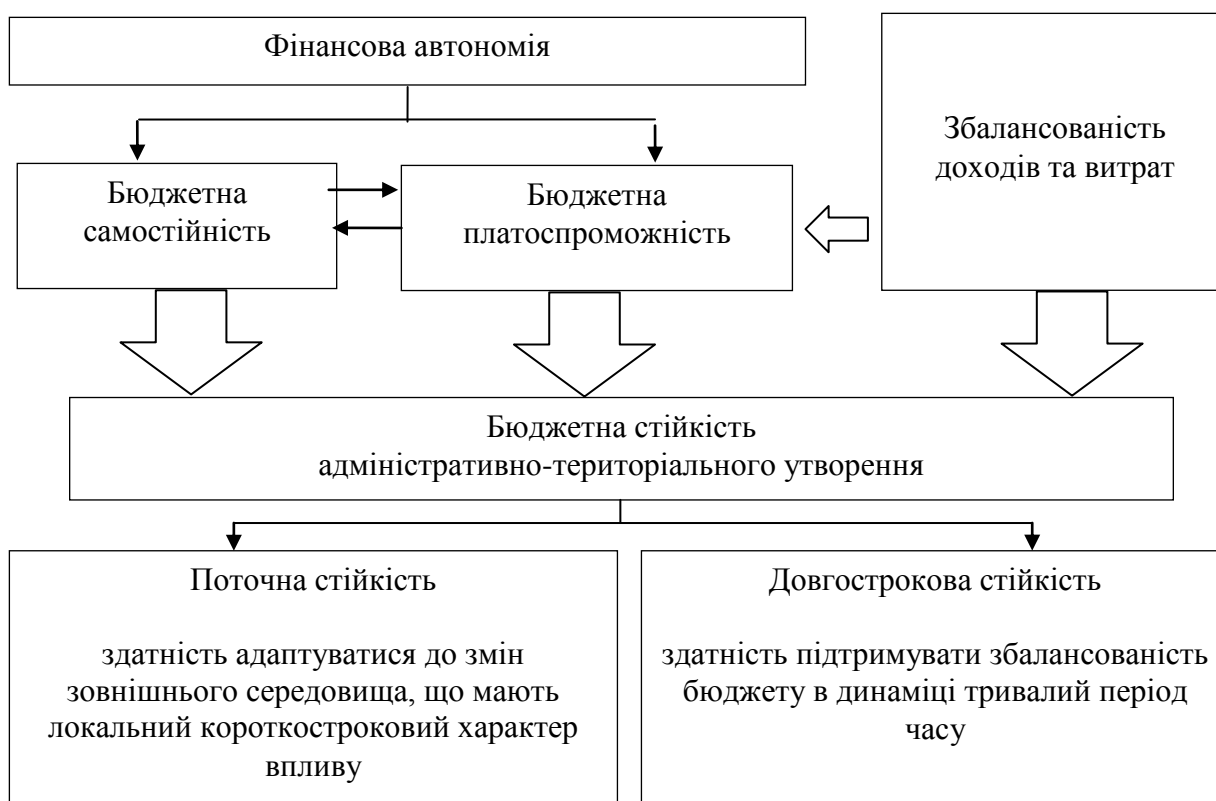 Фінансова автономія
Збалансованість
доходів та витрат
Бюджетна
самостійність
Бюджетна
платоспроможність
Бюджетна стійкість
адміністративно-територіального утворення
Поточна стійкість
здатність адаптуватися до змін
зовнішнього середовища, що мають
локальний короткостроковий характер
впливу
Довгострокова стійкість
здатність підтримувати збалансованість
бюджету в динаміці тривалий період
часу